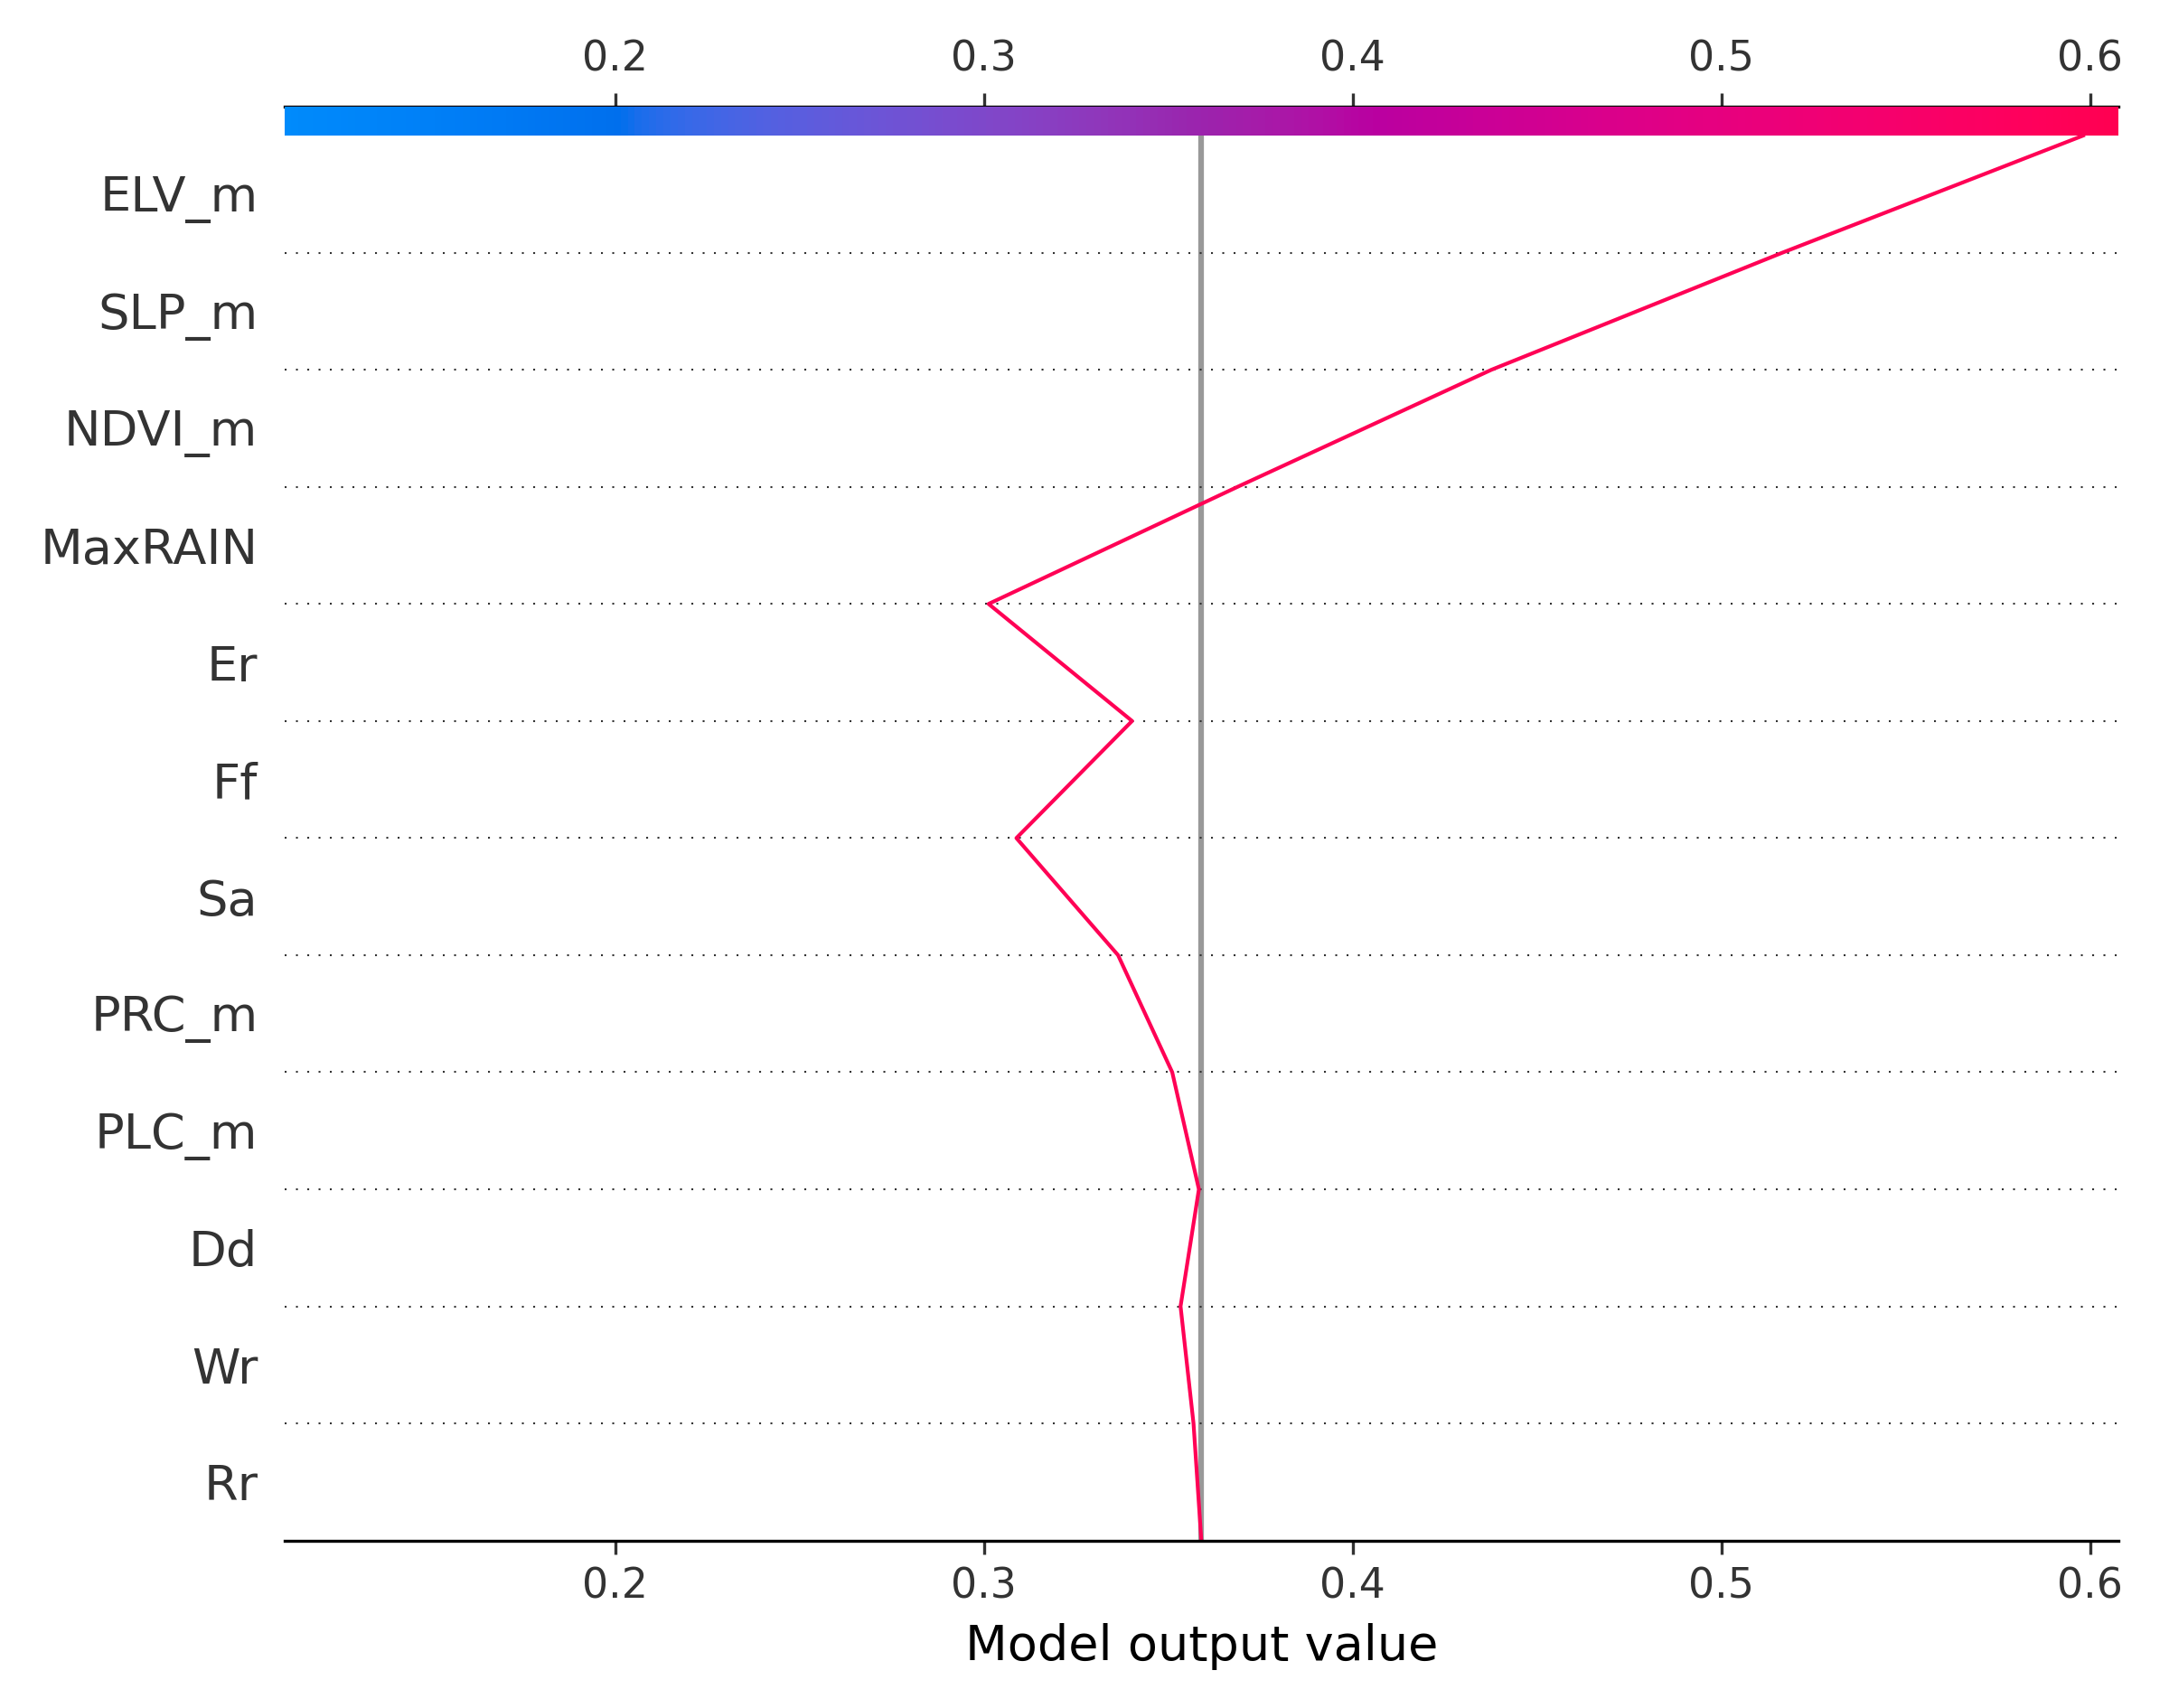 0.2 0.3 0.4 0.5 0.6
ELV_m
SLP_m
NDVI_m
MaxRAIN
Er
Ff
Sa
PRC_m
PLC_m
Dd
Wr
Rr
0.2 0.3 0.4 0.5 0.6
Model output value